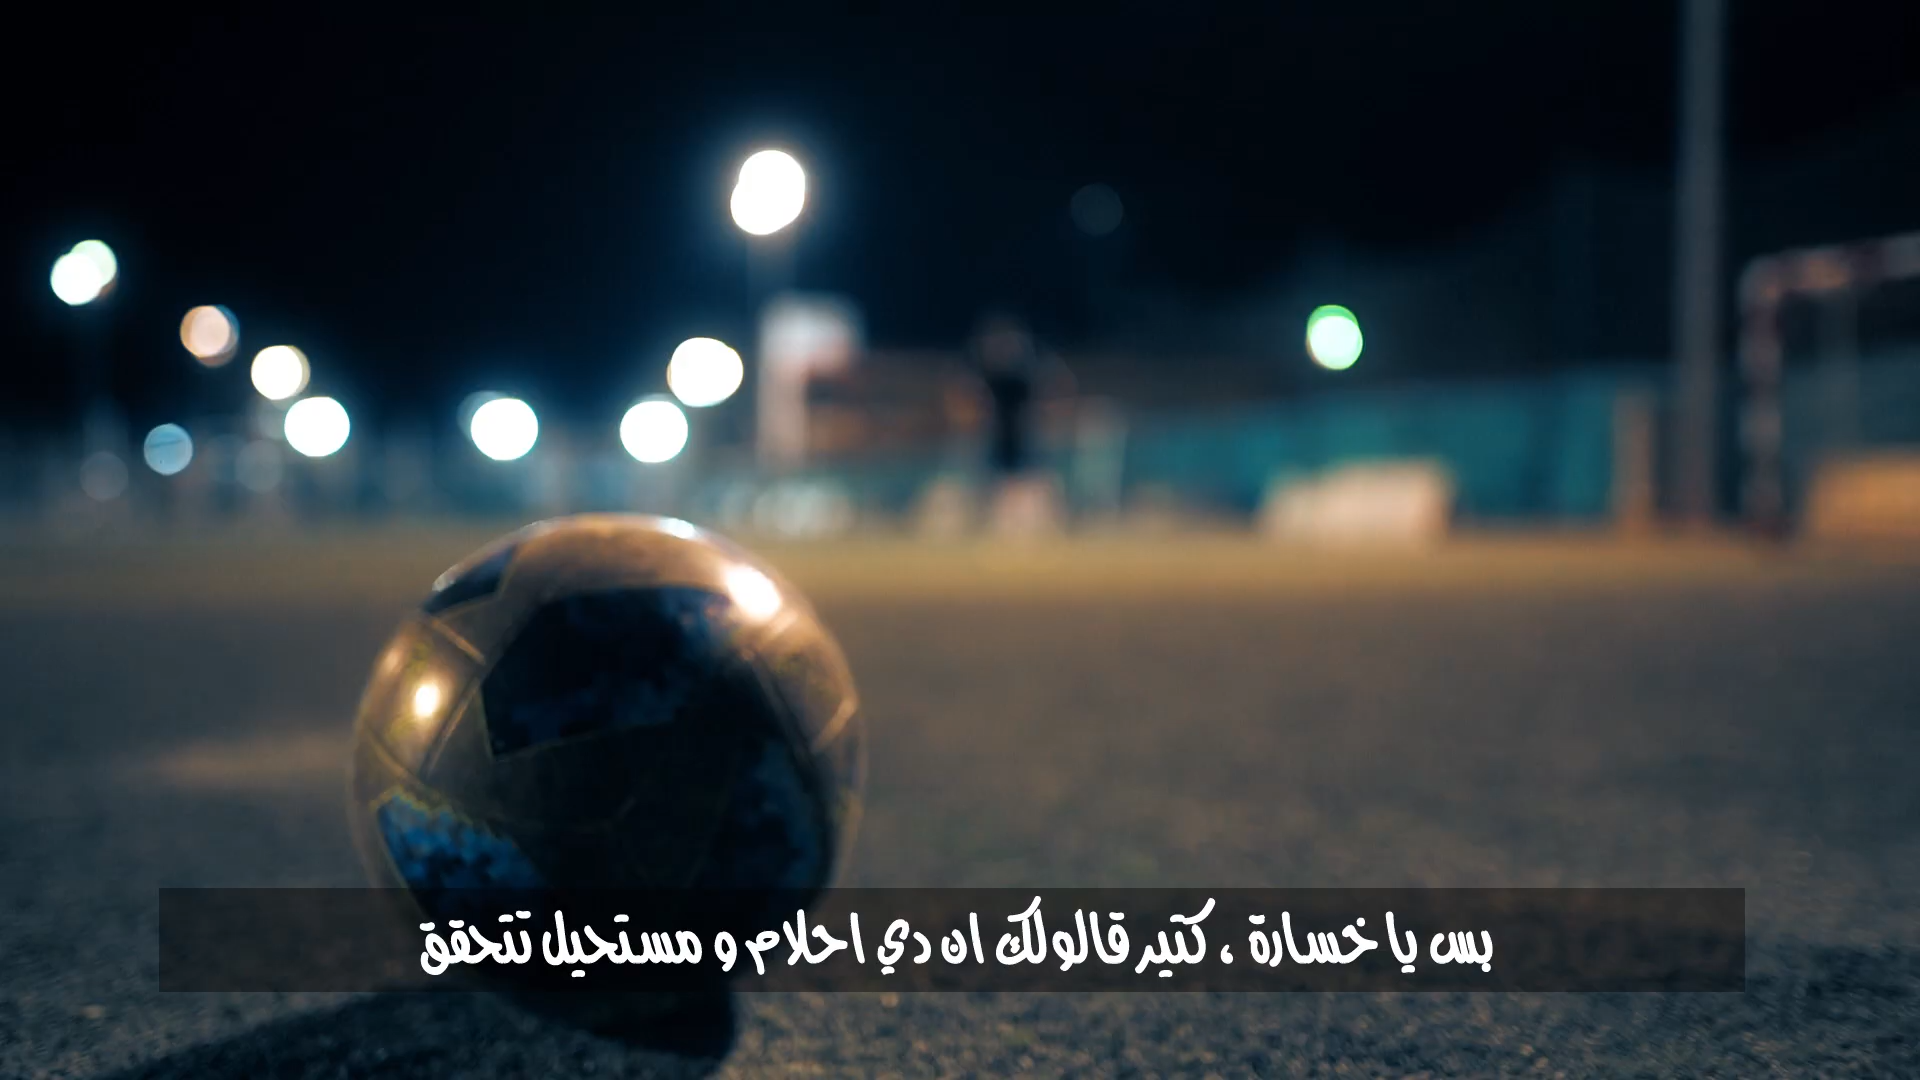 بس يا خسارة ، كتير قالولك ان دي احلام و مستحيل تتحقق